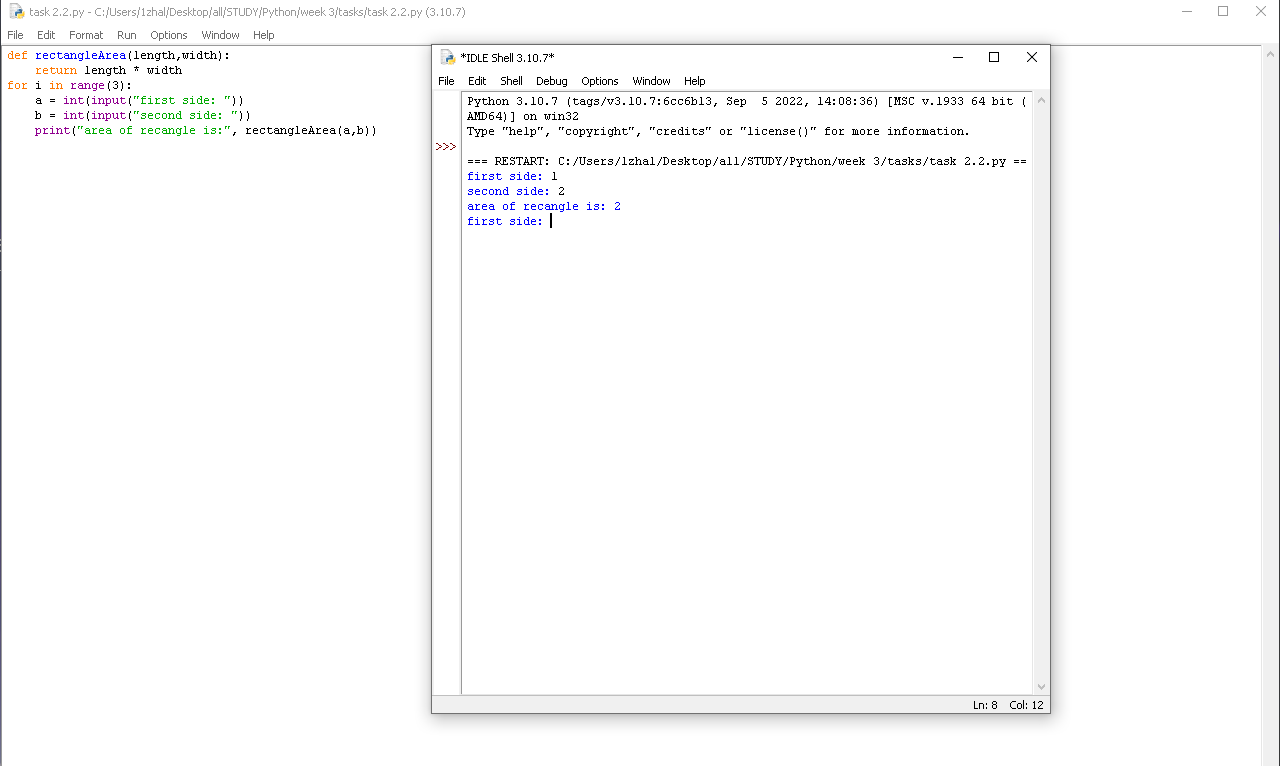 task 2.2.py - C:/Users/1zhal/Desktop/all/STUDY/Python/week 3/tasks/task 2.2.py (3.10.7)
File Edit Format Run Options Window Help
def rectangleArea(length,width):
    return length * width
for i in range(3):
    a = int(input("first side: "))
    b = int(input("second side: "))
    print("area of recangle is:", rectangleArea(a,b))
*IDLE Shell 3.10.7*
File Edit Shell Debug Options Window Help
Python 3.10.7 (tags/v3.10.7:6cc6b13, Sep  5 2022, 14:08:36) [MSC v.1933 64 bit (
AMD64)] on win32
Type "help", "copyright", "credits" or "license()" for more information.
>>>
=== RESTART: C:/Users/1zhal/Desktop/all/STUDY/Python/week 3/tasks/task 2.2.py ==
first side: 1
second side: 2
area of recangle is: 2
first side:
Ln: 8 Col: 12